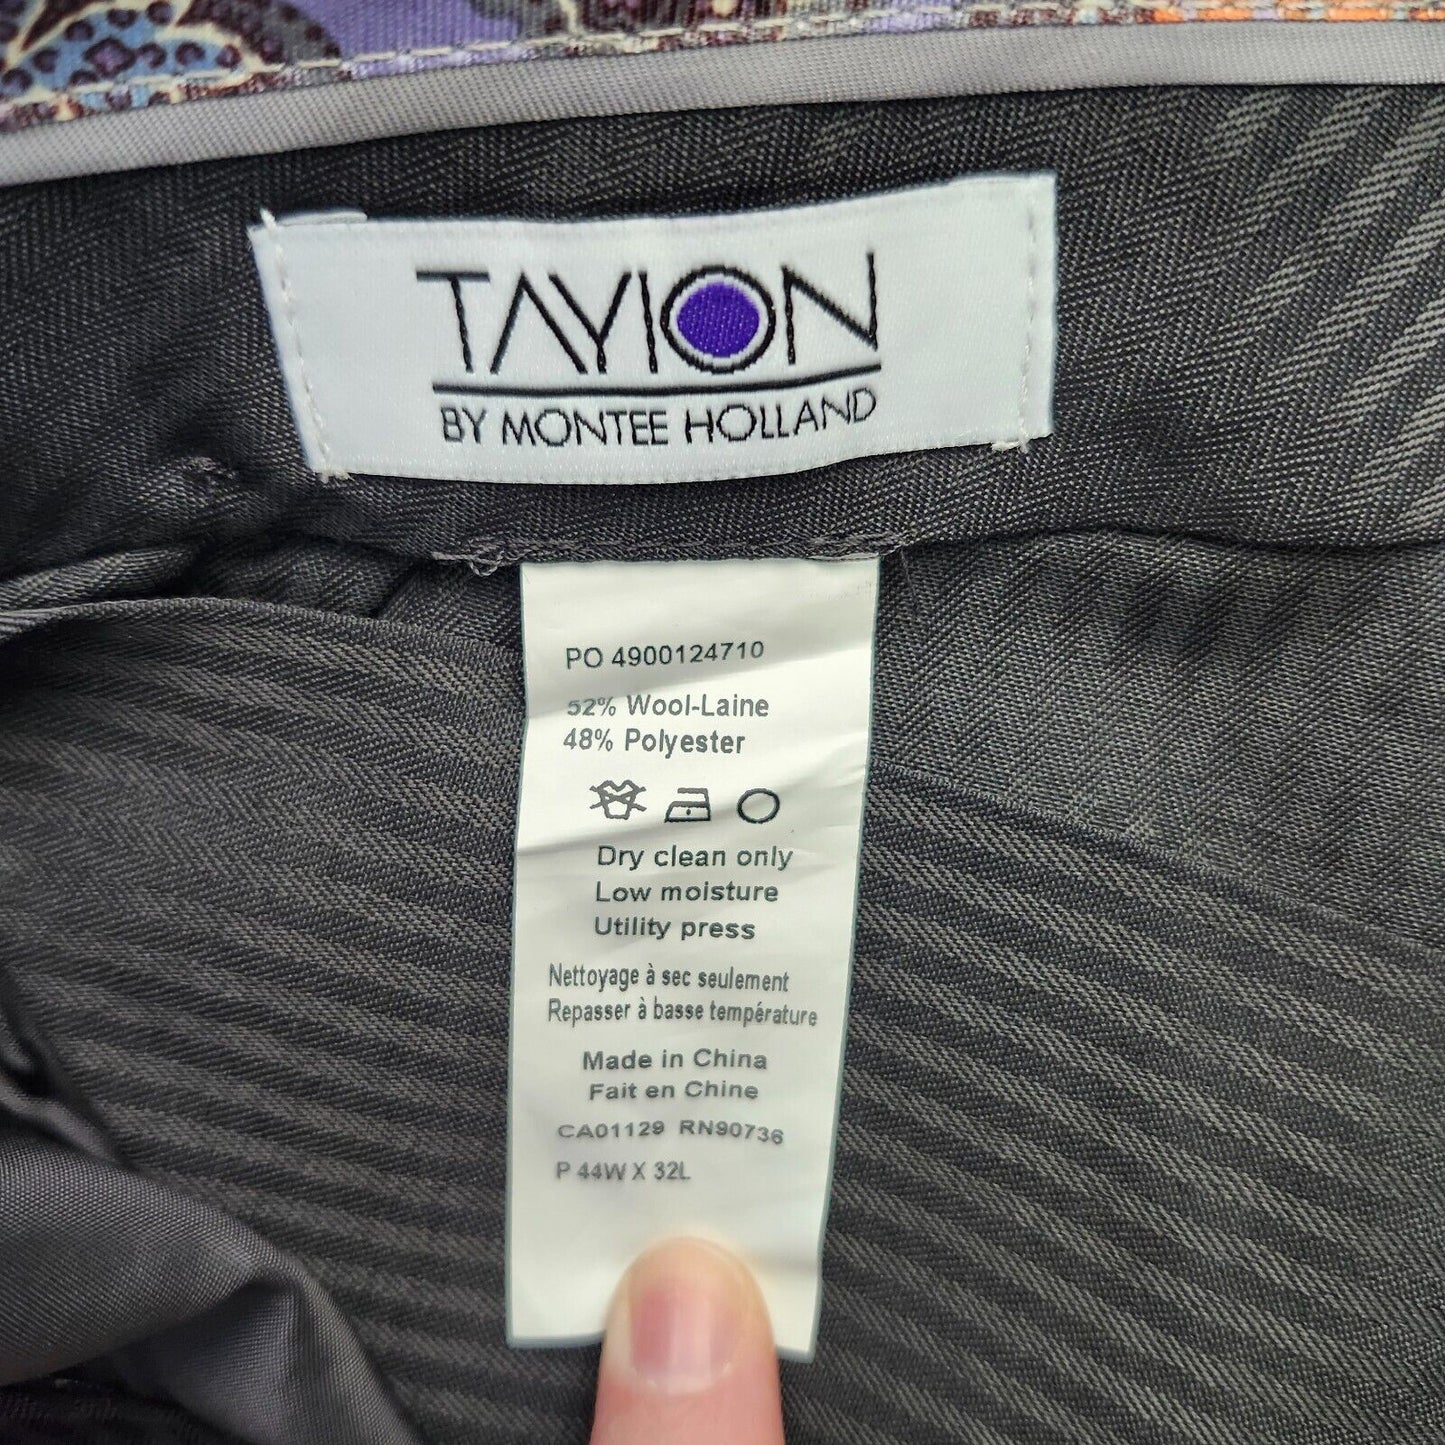 TAYION
BY MONTEE HOLLAND
PO 4900124710
52% Wool-Laine
48% Polyester
Dry clean only
Low moisture
Utility press
Nettoyage à sec seulement
Repasser à basse température
Made in China
Fait en Chine
CA01129 RN90736
P 44W X 32L